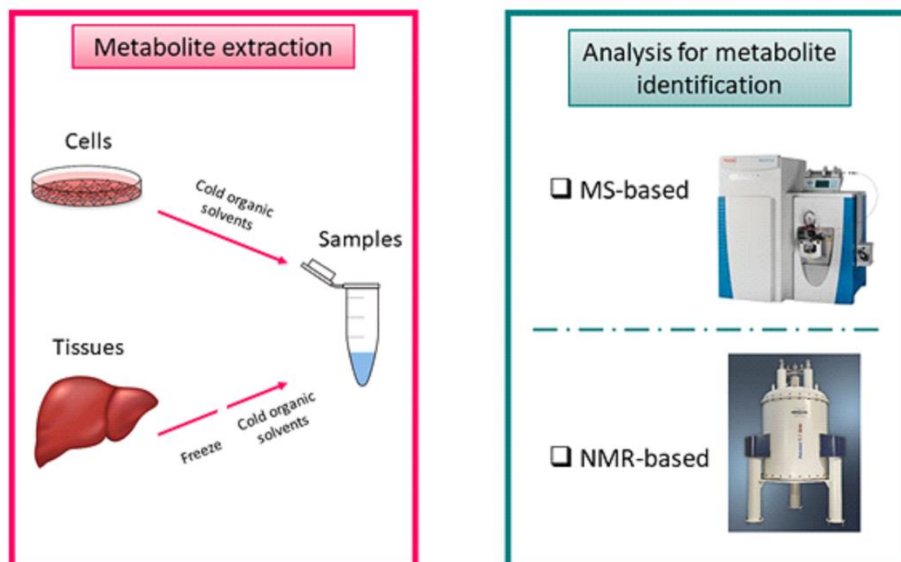 Metabolite extraction
Cells
Cold organic
solvents
Samples
Tissues
Freeze
Cold organic
solvents
Analysis for metabolite
identification
❑ MS-based
❑ NMR-based